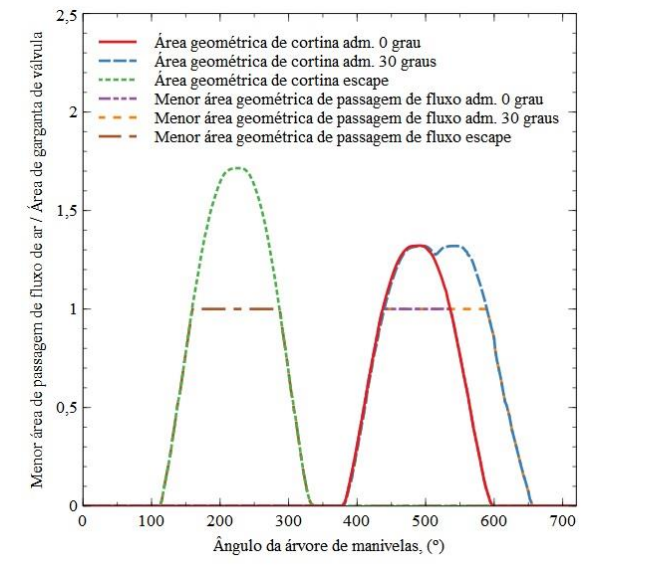 2,5
Área geométrica de cortina adm. 0 grau
Área geométrica de cortina adm. 30 graus
Área geométrica de cortina escape
Menor área geométrica de passagem de fluxo adm. 0 grau
Menor área geométrica de passagem de fluxo adm. 30 graus
Menor área geométrica de passagem de fluxo escape
2
1,5
1
0,5
0
Menor área de passagem de fluxo de ar / Área de garganta de válvula
0 100 200 300 400 500 600 700
Ângulo da árvore de manivelas, (°)